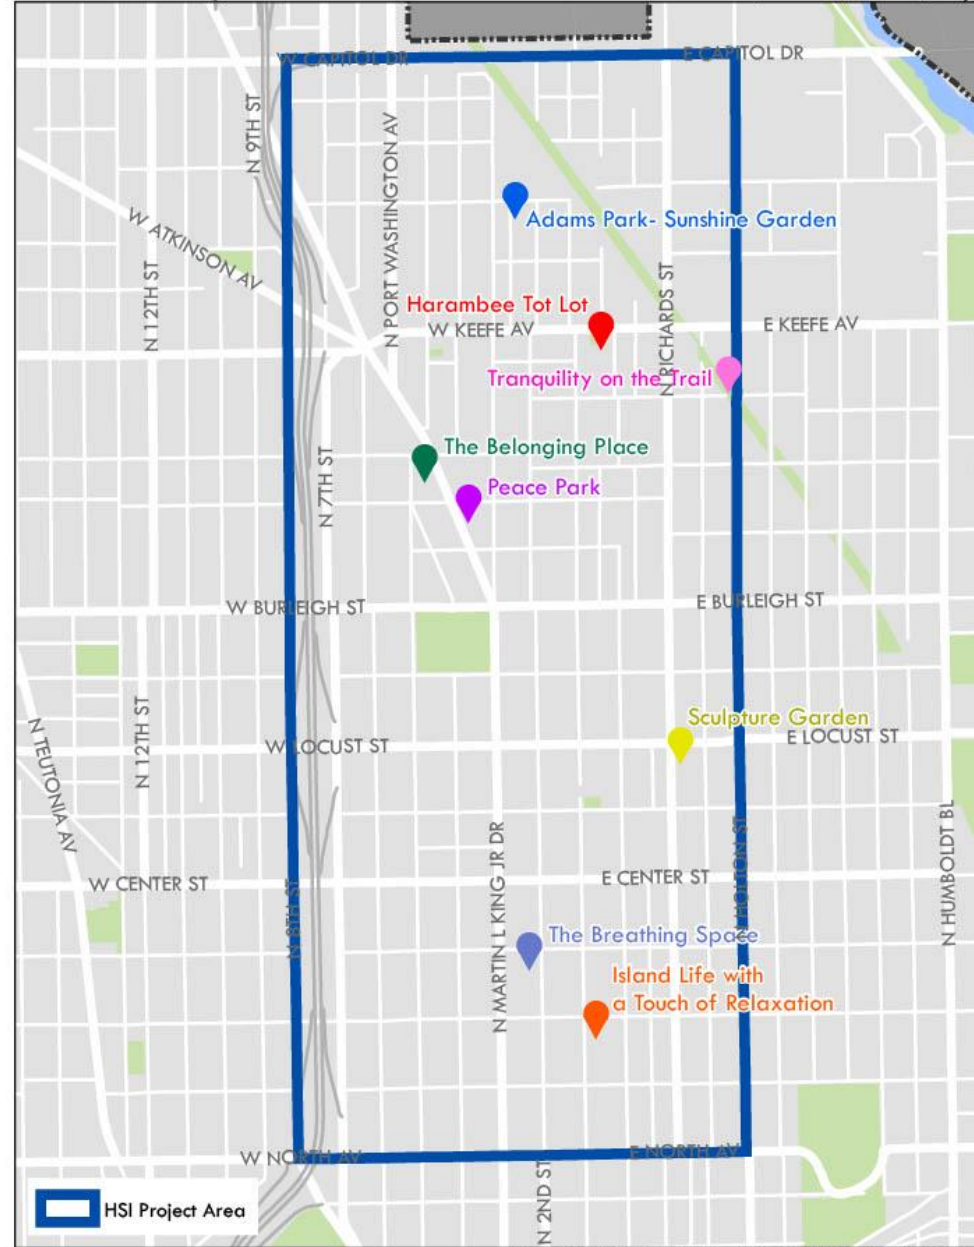 W CAPITOL DR
E CAPITOL DR
N 9TH ST
N PORT WASHINGTON AV
W ATKINSON AV
Adams Park- Sunshine Garden
N 12TH ST
N RICHARDS ST
Harambee Tot Lot
W KEEFE AV
E KEEFE AV
Tranquility on the Trail
The Belonging Place
N 7TH ST
Peace Park
W BURLEIGH ST
E BURLEIGH ST
N TEUTONIA AV
N 12TH ST
Sculpture Garden
W LOCUST ST
E LOCUST ST
N MARTIN L KING JR DR
N HOLTON ST
N HUMBOLDT BL
W CENTER ST
E CENTER ST
N 8TH ST
The Breathing Space
Island Life with
a Touch of Relaxation
W NORTH AV
E NORTH AV
N 2ND ST
HSI Project Area